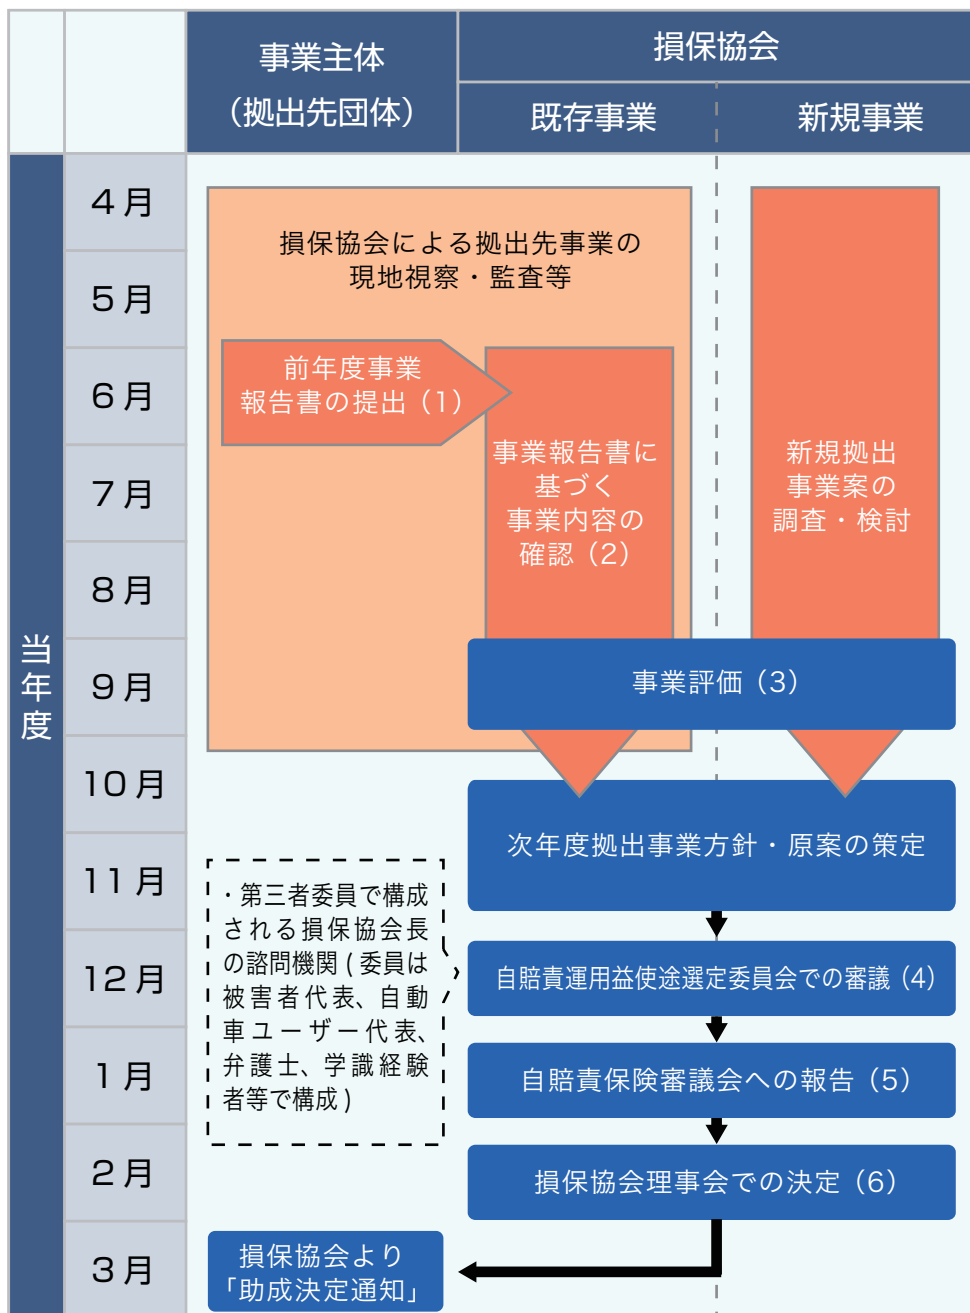 事業主体
（拠出先団体）
損保協会
既存事業
新規事業
当年度
4月
5月
6月
7月
8月
9月
10月
11月
12月
1月
2月
3月
損保協会による拠出先事業の
現地視察・監査等
前年度事業
報告書の提出（1）
事業報告書に
基づく
事業内容の
確認（2）
新規拠出
事業案の
調査・検討
事業評価（3）
次年度拠出事業方針・原案の策定
・第三者委員で構成
される損保協会長
の諮問機関(委員は
被害者代表、自動
車ユーザー代表、
弁護士、学識経験
者等で構成)
自賠責運用益使途選定委員会での審議（4）
自賠責保険審議会への報告（5）
損保協会理事会での決定（6）
損保協会より
「助成決定通知」